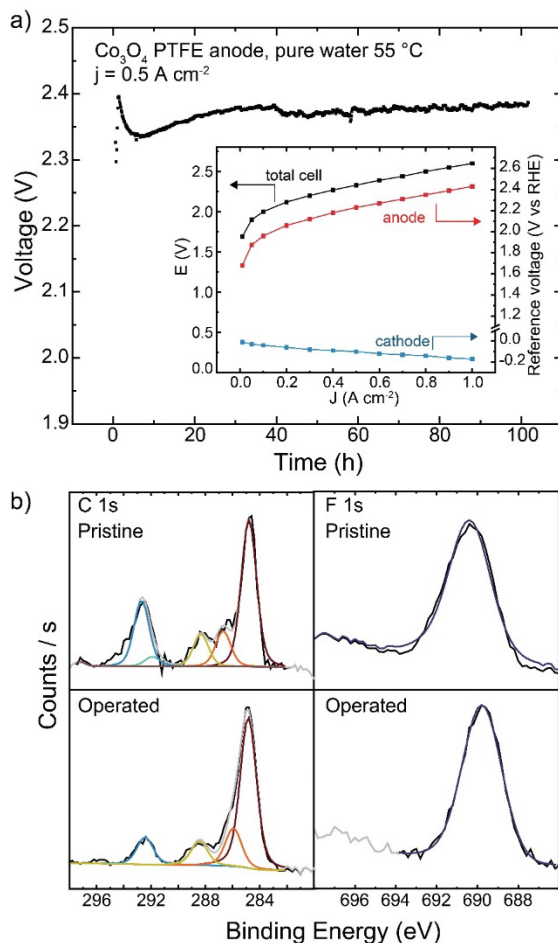 a)
Co₃O₄ PTFE anode, pure water 55 °C
j = 0.5 A cm⁻²
2.5
2.4
2.3
2.2
2.1
2.0
1.9
Voltage (V)
0 20 40 60 80 100
Time (h)
total cell
anode
cathode
2.5
2.0
1.5
1.0
0.5
0.0
E (V)
0.0 0.2 0.4 0.6 0.8 1.0
J (A cm⁻²)
2.6
2.4
2.2
2.0
1.8
1.6
1.4
1.2
0.0
-0.2
Reference voltage (V vs RHE)
b)
C 1s
Pristine
F 1s
Pristine
Operated
Operated
Counts / s
296 292 288 284
696 694 692 690 688
Binding Energy (eV)